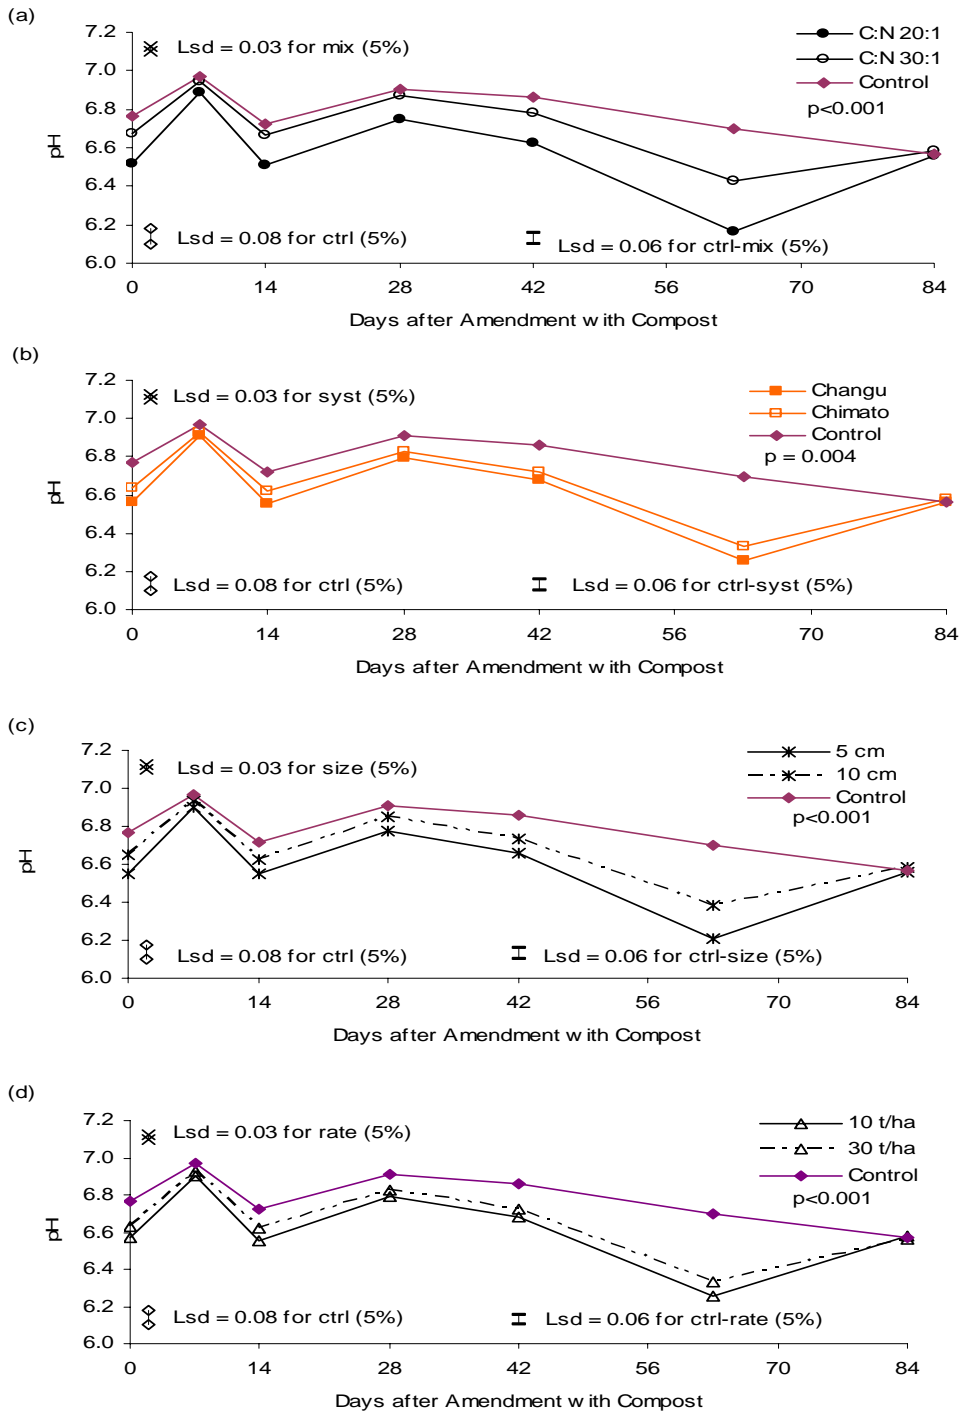 (a)
7.2
7.0
6.8
6.6
6.4
6.2
6.0
pH
Lsd = 0.03 for mix (5%)
C:N 20:1
C:N 30:1
Control
p<0.001
Lsd = 0.08 for ctrl (5%)
Lsd = 0.06 for ctrl-mix (5%)
0 14 28 42 56 70 84
Days after Amendment with Compost
(b)
7.2
7.0
6.8
6.6
6.4
6.2
6.0
pH
Lsd = 0.03 for syst (5%)
Changu
Chimato
Control
p = 0.004
Lsd = 0.08 for ctrl (5%)
Lsd = 0.06 for ctrl-syst (5%)
0 14 28 42 56 70 84
Days after Amendment with Compost
(c)
7.2
7.0
6.8
6.6
6.4
6.2
6.0
pH
Lsd = 0.03 for size (5%)
5 cm
10 cm
Control
p<0.001
Lsd = 0.08 for ctrl (5%)
Lsd = 0.06 for ctrl-size (5%)
0 14 28 42 56 70 84
Days after Amendment with Compost
(d)
7.2
7.0
6.8
6.6
6.4
6.2
6.0
pH
Lsd = 0.03 for rate (5%)
10 t/ha
30 t/ha
Control
p<0.001
Lsd = 0.08 for ctrl (5%)
Lsd = 0.06 for ctrl-rate (5%)
0 14 28 42 56 70 84
Days after Amendment with Compost